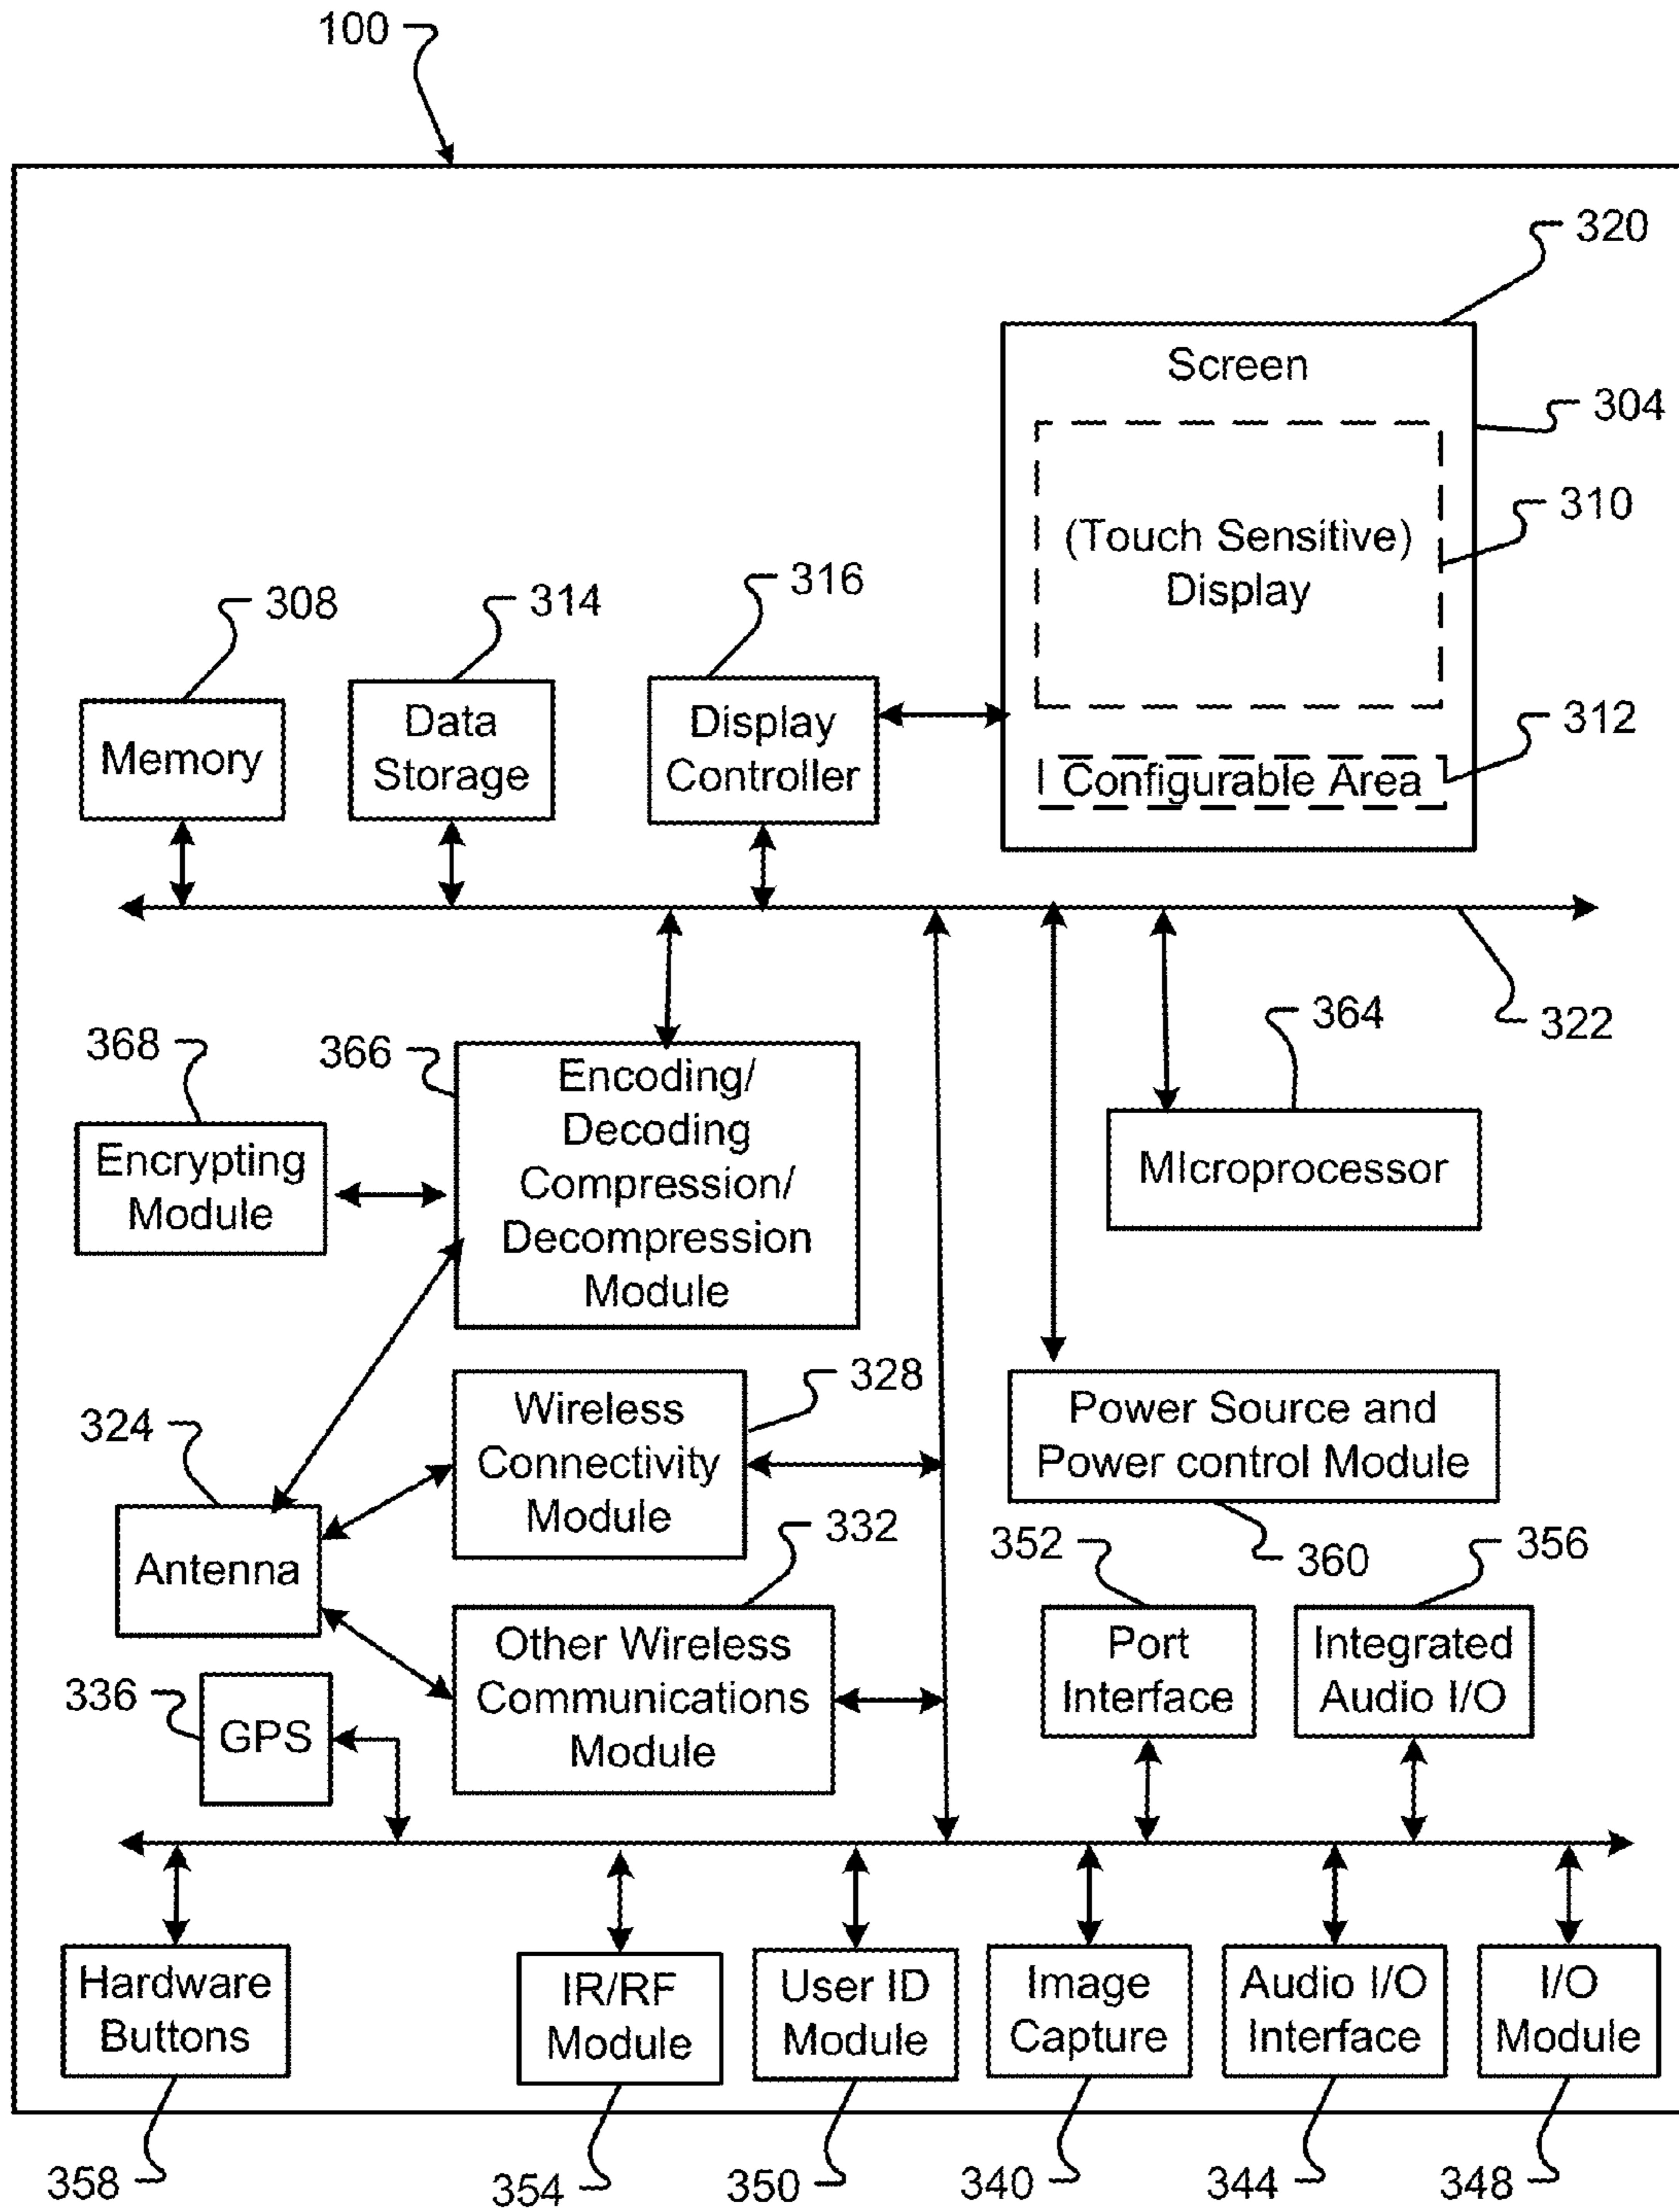 100
320
Screen
304
310
(Touch Sensitive)
Display
316
314
308
312
Data
Storage
Display
Controller
Memory
Configurable Area
322
364
368
366
Encoding/
Decoding
Compression/
Decompression
Module
Encrypting
Module
MIcroprocessor
328
324
Wireless
Connectivity
Module
Power Source and
Power control Module
332
352
360
356
Antenna
336
GPS
Other Wireless
Communications
Module
Port
Interface
Integrated
Audio I/O
Hardware
Buttons
IR/RF
Module
User ID
Module
Image
Capture
Audio I/O
Interface
I/O
Module
358
354
350
340
344
348